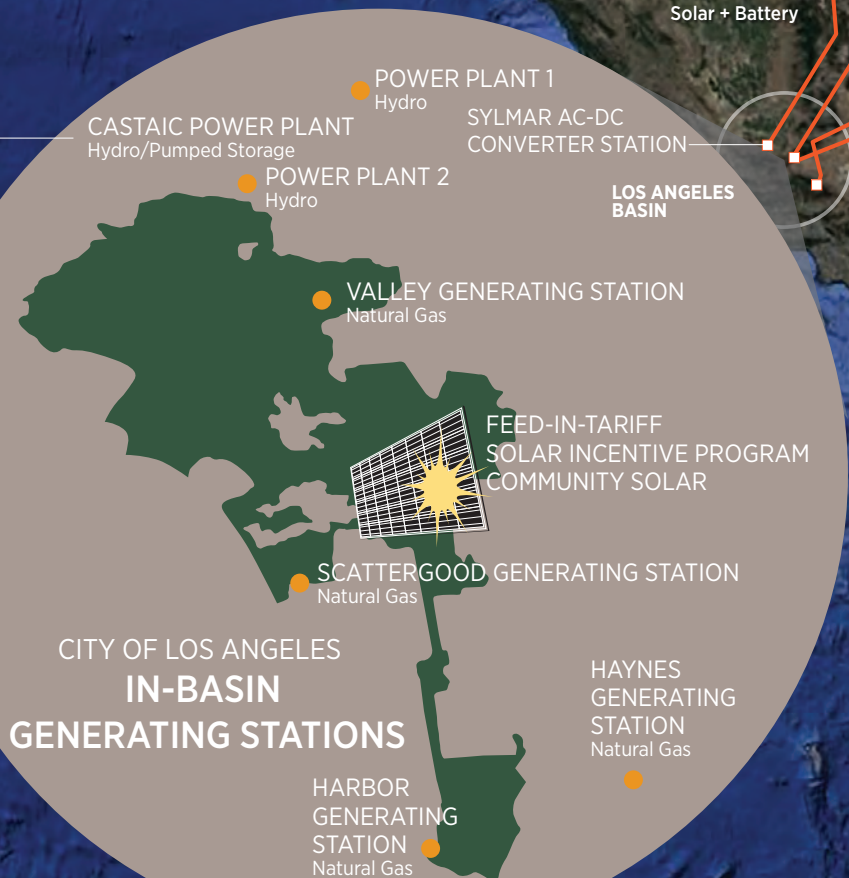 Solar + Battery
POWER PLANT 1
Hydro
CASTAIC POWER PLANT
Hydro/Pumped Storage
SYLMAR AC-DC
CONVERTER STATION
POWER PLANT 2
Hydro
LOS ANGELES
BASIN
VALLEY GENERATING STATION
Natural Gas
FEED-IN-TARIFF
SOLAR INCENTIVE PROGRAM
COMMUNITY SOLAR
SCATTERGOOD GENERATING STATION
Natural Gas
CITY OF LOS ANGELES
IN-BASIN
GENERATING STATIONS
HAYNES
GENERATING
STATION
Natural Gas
HARBOR
GENERATING
STATION
Natural Gas